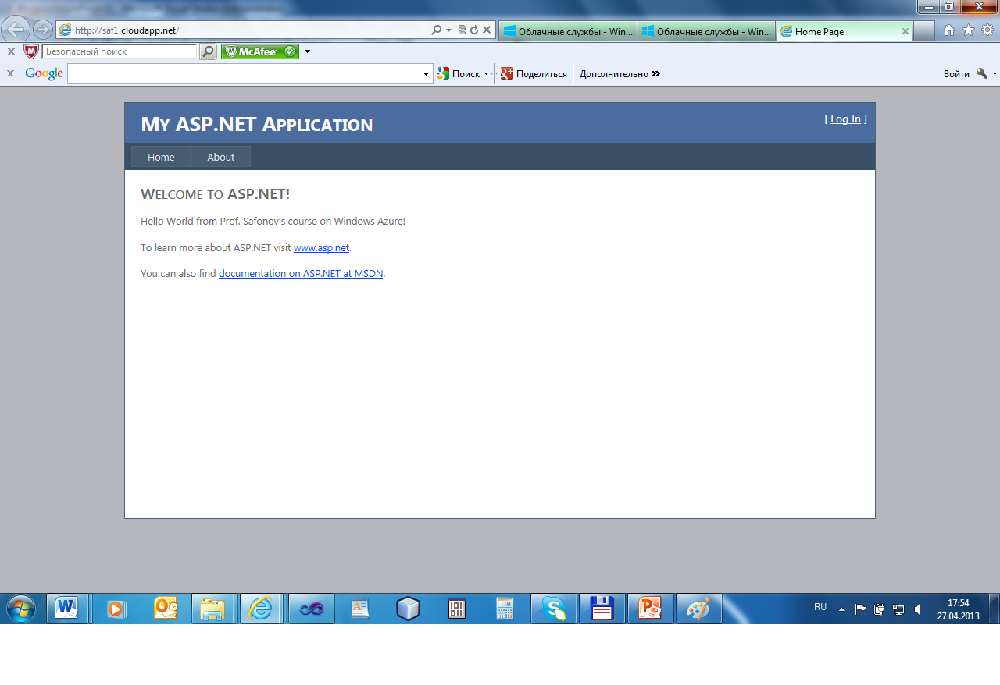 http://saf1.cloudapp.net/
Облачные службы - Win...
Облачные службы - Win...
Home Page
Безопасный поиск
McAfee
Google
Поиск
Поделиться
Дополнительно
Войти
My ASP.NET Application
[ Log In ]
Home
About
Welcome to ASP.NET!
Hello World from Prof. Safonov's course on Windows Azure!
To learn more about ASP.NET visit www.asp.net.
You can also find documentation on ASP.NET at MSDN.
RU
17:54
27.04.2013